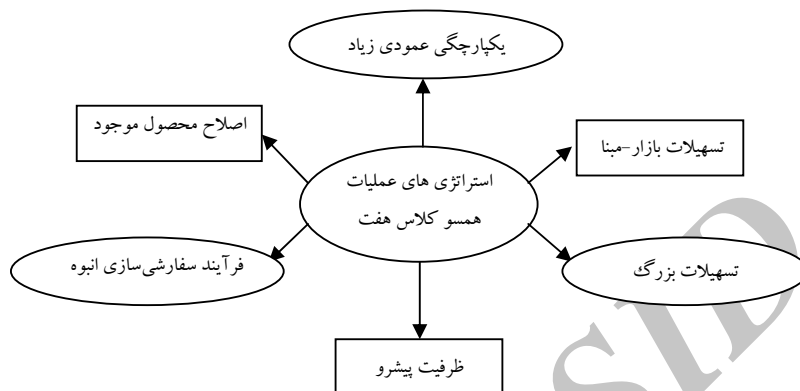 یکپارچگی عمودی زیاد
تسهیلات بازار-مبنا
اصلاح محصول موجود
استراتژی های عملیات
همسو کلاس هفت
تسهیلات بزرگ
فرآیند سفارشی‌سازی انبوه
ظرفیت پیشرو
SID